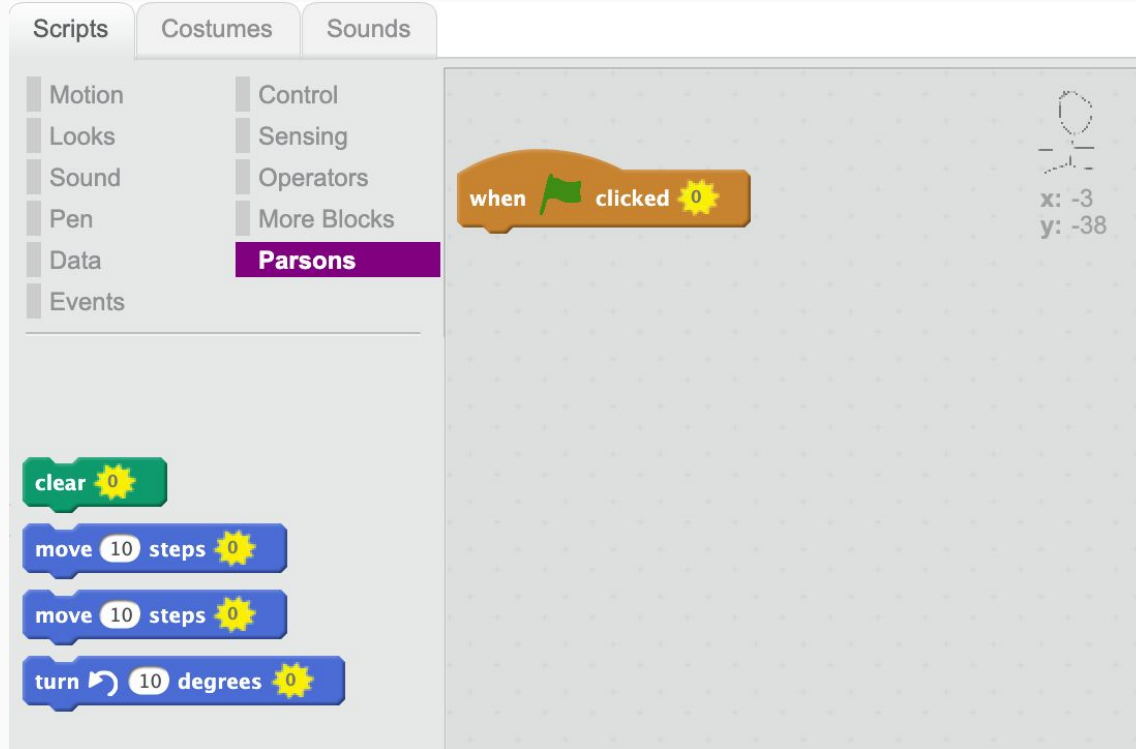 Scripts Costumes Sounds
Motion Control
Looks Sensing
Sound Operators
Pen More Blocks
Data Parsons
Events
when clicked 0
x: -3
y: -38
clear 0
move 10 steps 0
move 10 steps 0
turn 10 degrees 0